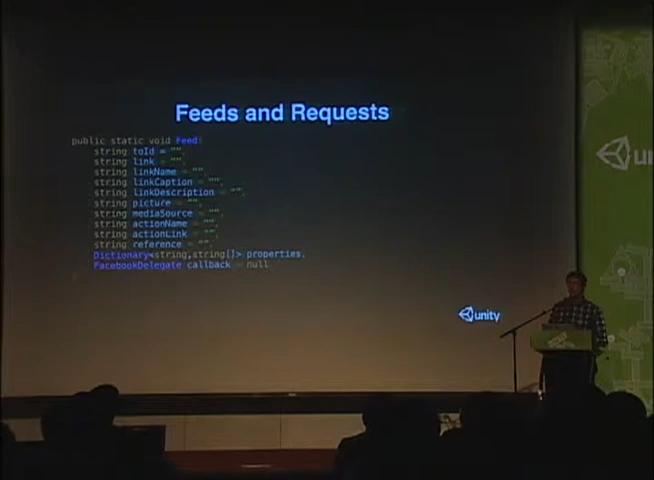 Feeds and Requests
public static void Feed(
string toId = "",
string link = "",
string linkName = "",
string linkCaption = "",
string linkDescription = "",
string picture = "",
string mediaSource = "",
string actionName = "",
string actionLink = "",
string reference = "",
Dictionary<string,string[]> properties,
FacebookDelegate callback = null
unity
un